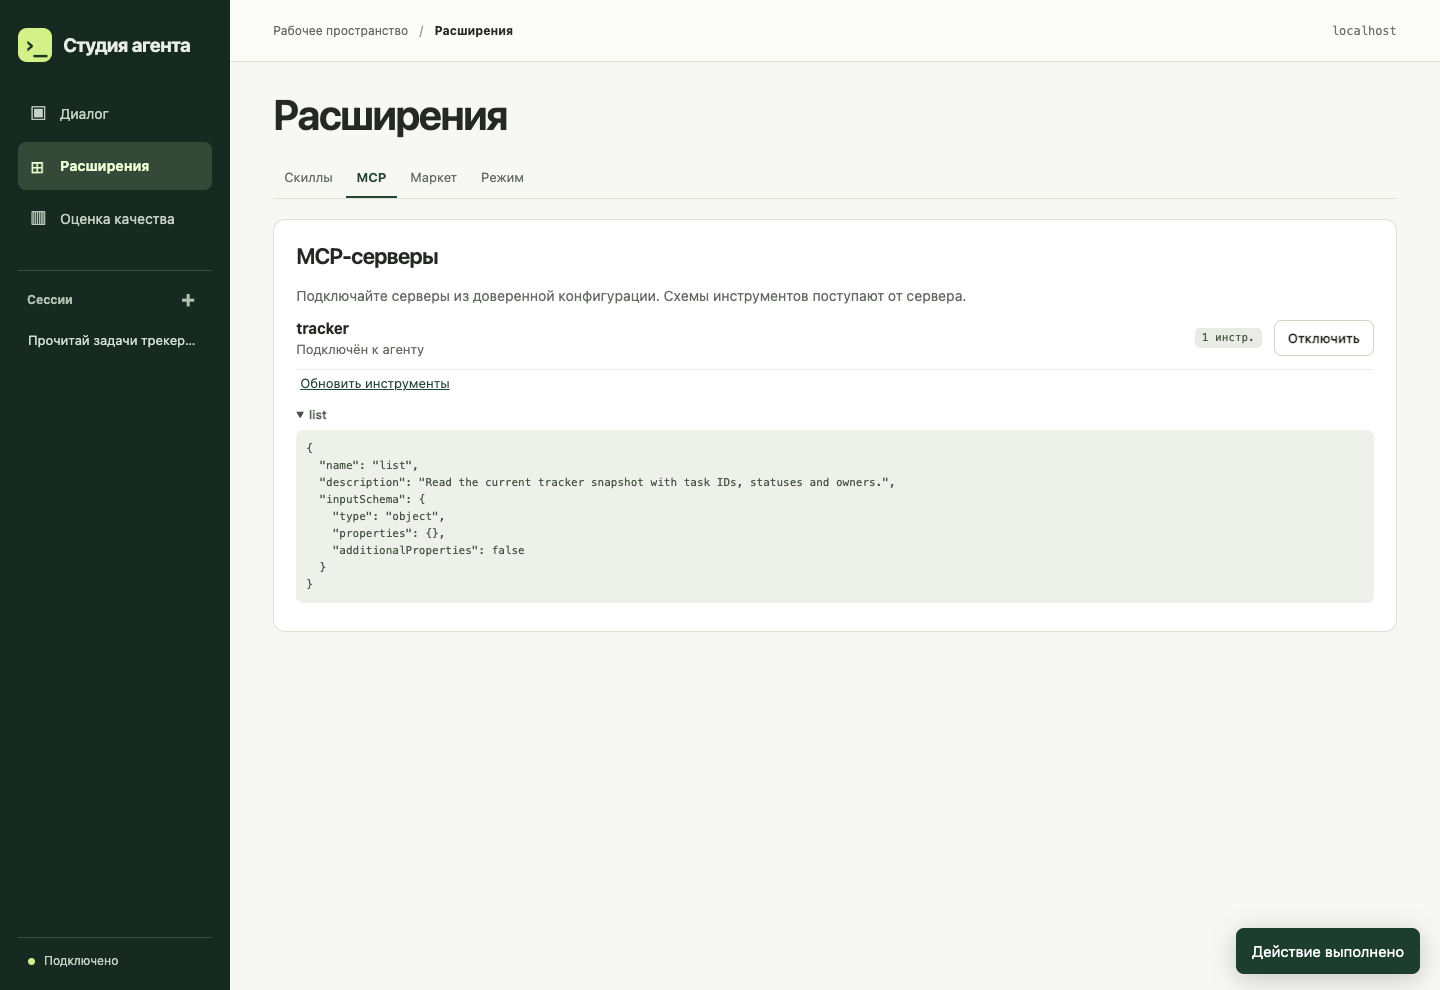 Студия агента
Диалог
Расширения
Оценка качества
Сессии
Прочитай задачи трекер...
Подключено
Рабочее пространство / Расширения
localhost
Расширения
Скиллы MCP Маркет Режим
MCP-серверы
Подключайте серверы из доверенной конфигурации. Схемы инструментов поступают от сервера.
tracker
Подключён к агенту
1 инстр.
Отключить
Обновить инструменты
list
{
  "name": "list",
  "description": "Read the current tracker snapshot with task IDs, statuses and owners.",
  "inputSchema": {
    "type": "object",
    "properties": {},
    "additionalProperties": false
  }
}
Действие выполнено